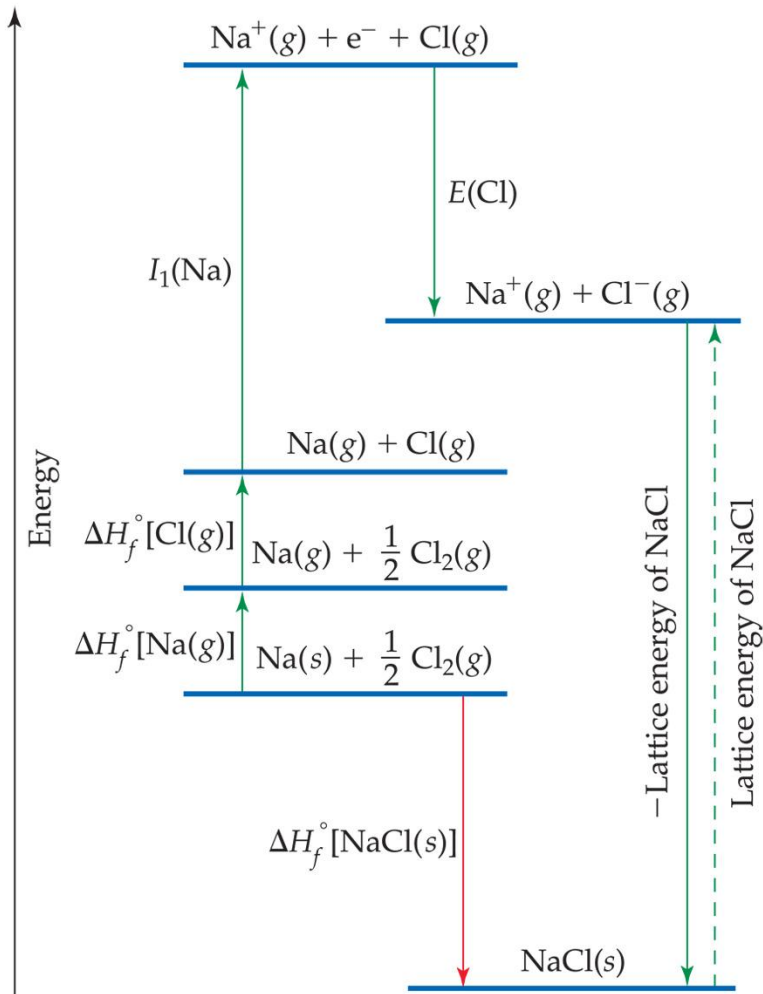 Na⁺(g) + e⁻ + Cl(g)
E(Cl)
I₁(Na)
Na⁺(g) + Cl⁻(g)
Na(g) + Cl(g)
Energy
ΔH°f[Cl(g)]
Na(g) + 1/2 Cl₂(g)
ΔH°f[Na(g)]
Na(s) + 1/2 Cl₂(g)
−Lattice energy of NaCl
Lattice energy of NaCl
ΔH°f[NaCl(s)]
NaCl(s)